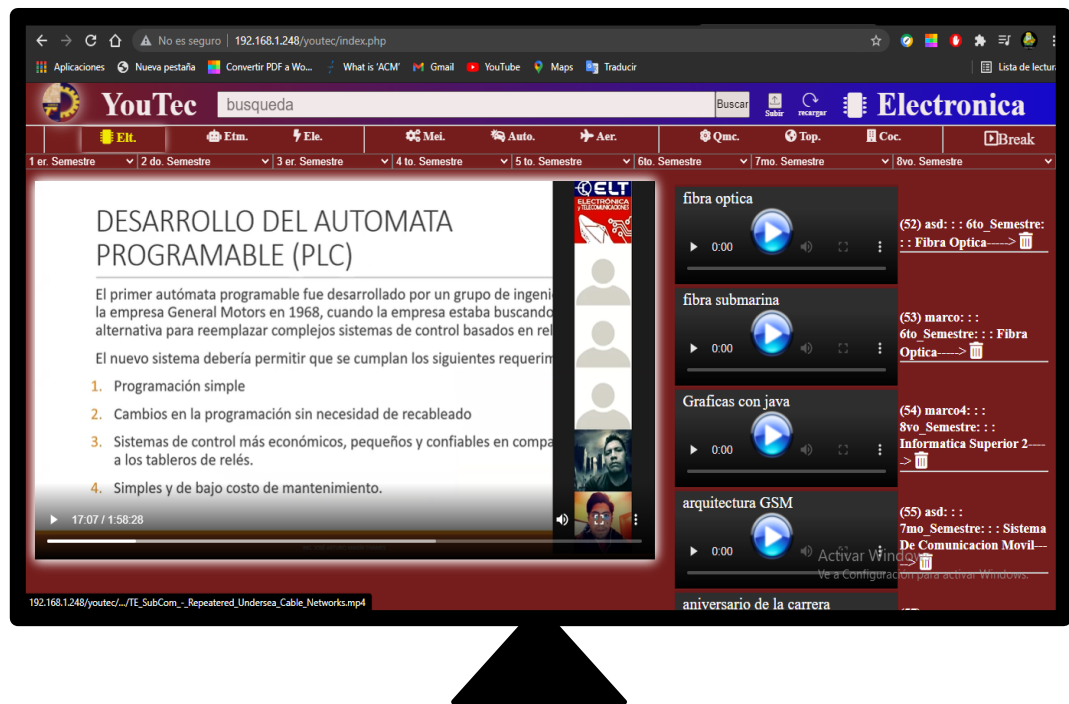 No es seguro 192.168.1.248/youtec/index.php
Aplicaciones Nueva pestaña Convertir PDF a Wo... What is 'ACM' Gmail YouTube Maps Traducir Lista de lectura
YouTec busqueda Buscar Subir recargar Electronica
Elt. Etm. Ele. Mei. Auto. Aer. Qmc. Top. Coc. Break
1 er. Semestre 2 do. Semestre 3 er. Semestre 4 to. Semestre 5 to. Semestre 6to. Semestre 7mo. Semestre 8vo. Semestre
DESARROLLO DEL AUTOMATA
PROGRAMABLE (PLC)
El primer autómata programable fue desarrollado por un grupo de ingeni
la empresa General Motors en 1968, cuando la empresa estaba buscando
alternativa para reemplazar complejos sistemas de control basados en rel
El nuevo sistema debería permitir que se cumplan los siguientes requerim
1. Programación simple
2. Cambios en la programación sin necesidad de recableado
3. Sistemas de control más económicos, pequeños y confiables en compa
a los tableros de relés.
4. Simples y de bajo costo de mantenimiento.
17:07 / 1:58:28
ELT
ELECTRÓNICA
y TELECOMUNICACIONES
fibra optica
0:00
(52) asd: : : 6to_Semestre:
: : Fibra Optica----->
fibra submarina
0:00
(53) marco: : :
6to_Semestre: : : Fibra
Optica----->
Graficas con java
0:00
(54) marco4: : :
8vo_Semestre: : :
Informatica Superior 2----
->
arquitectura GSM
0:00
(55) asd: : :
7mo_Semestre: : : Sistema
De Comunicacion Movil---
-->
Activar Windows
Ve a Configuración para activar Windows.
aniversario de la carrera
192.168.1.248/youtec/.../TE_SubCom_-_Repeatered_Undersea_Cable_Networks.mp4